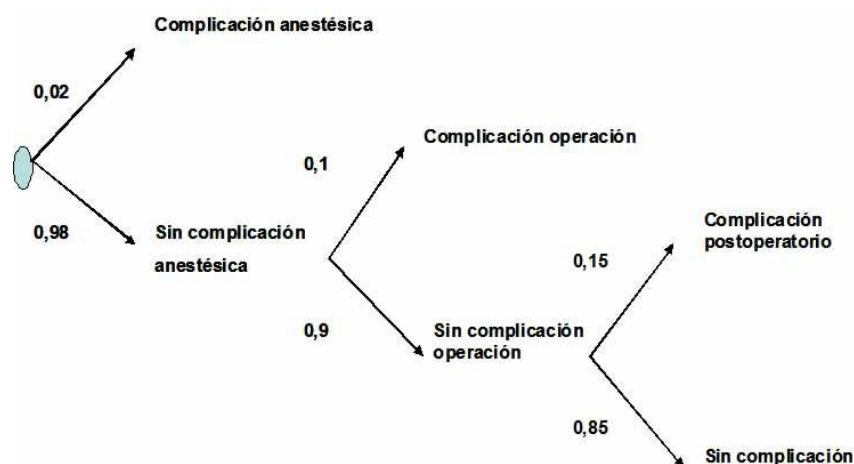 Complicación anestésica
0,02
Complicación operación
0,1
0,98
Sin complicación
anestésica
Complicación
postoperatorio
0,15
0,9
Sin complicación
operación
0,85
Sin complicación